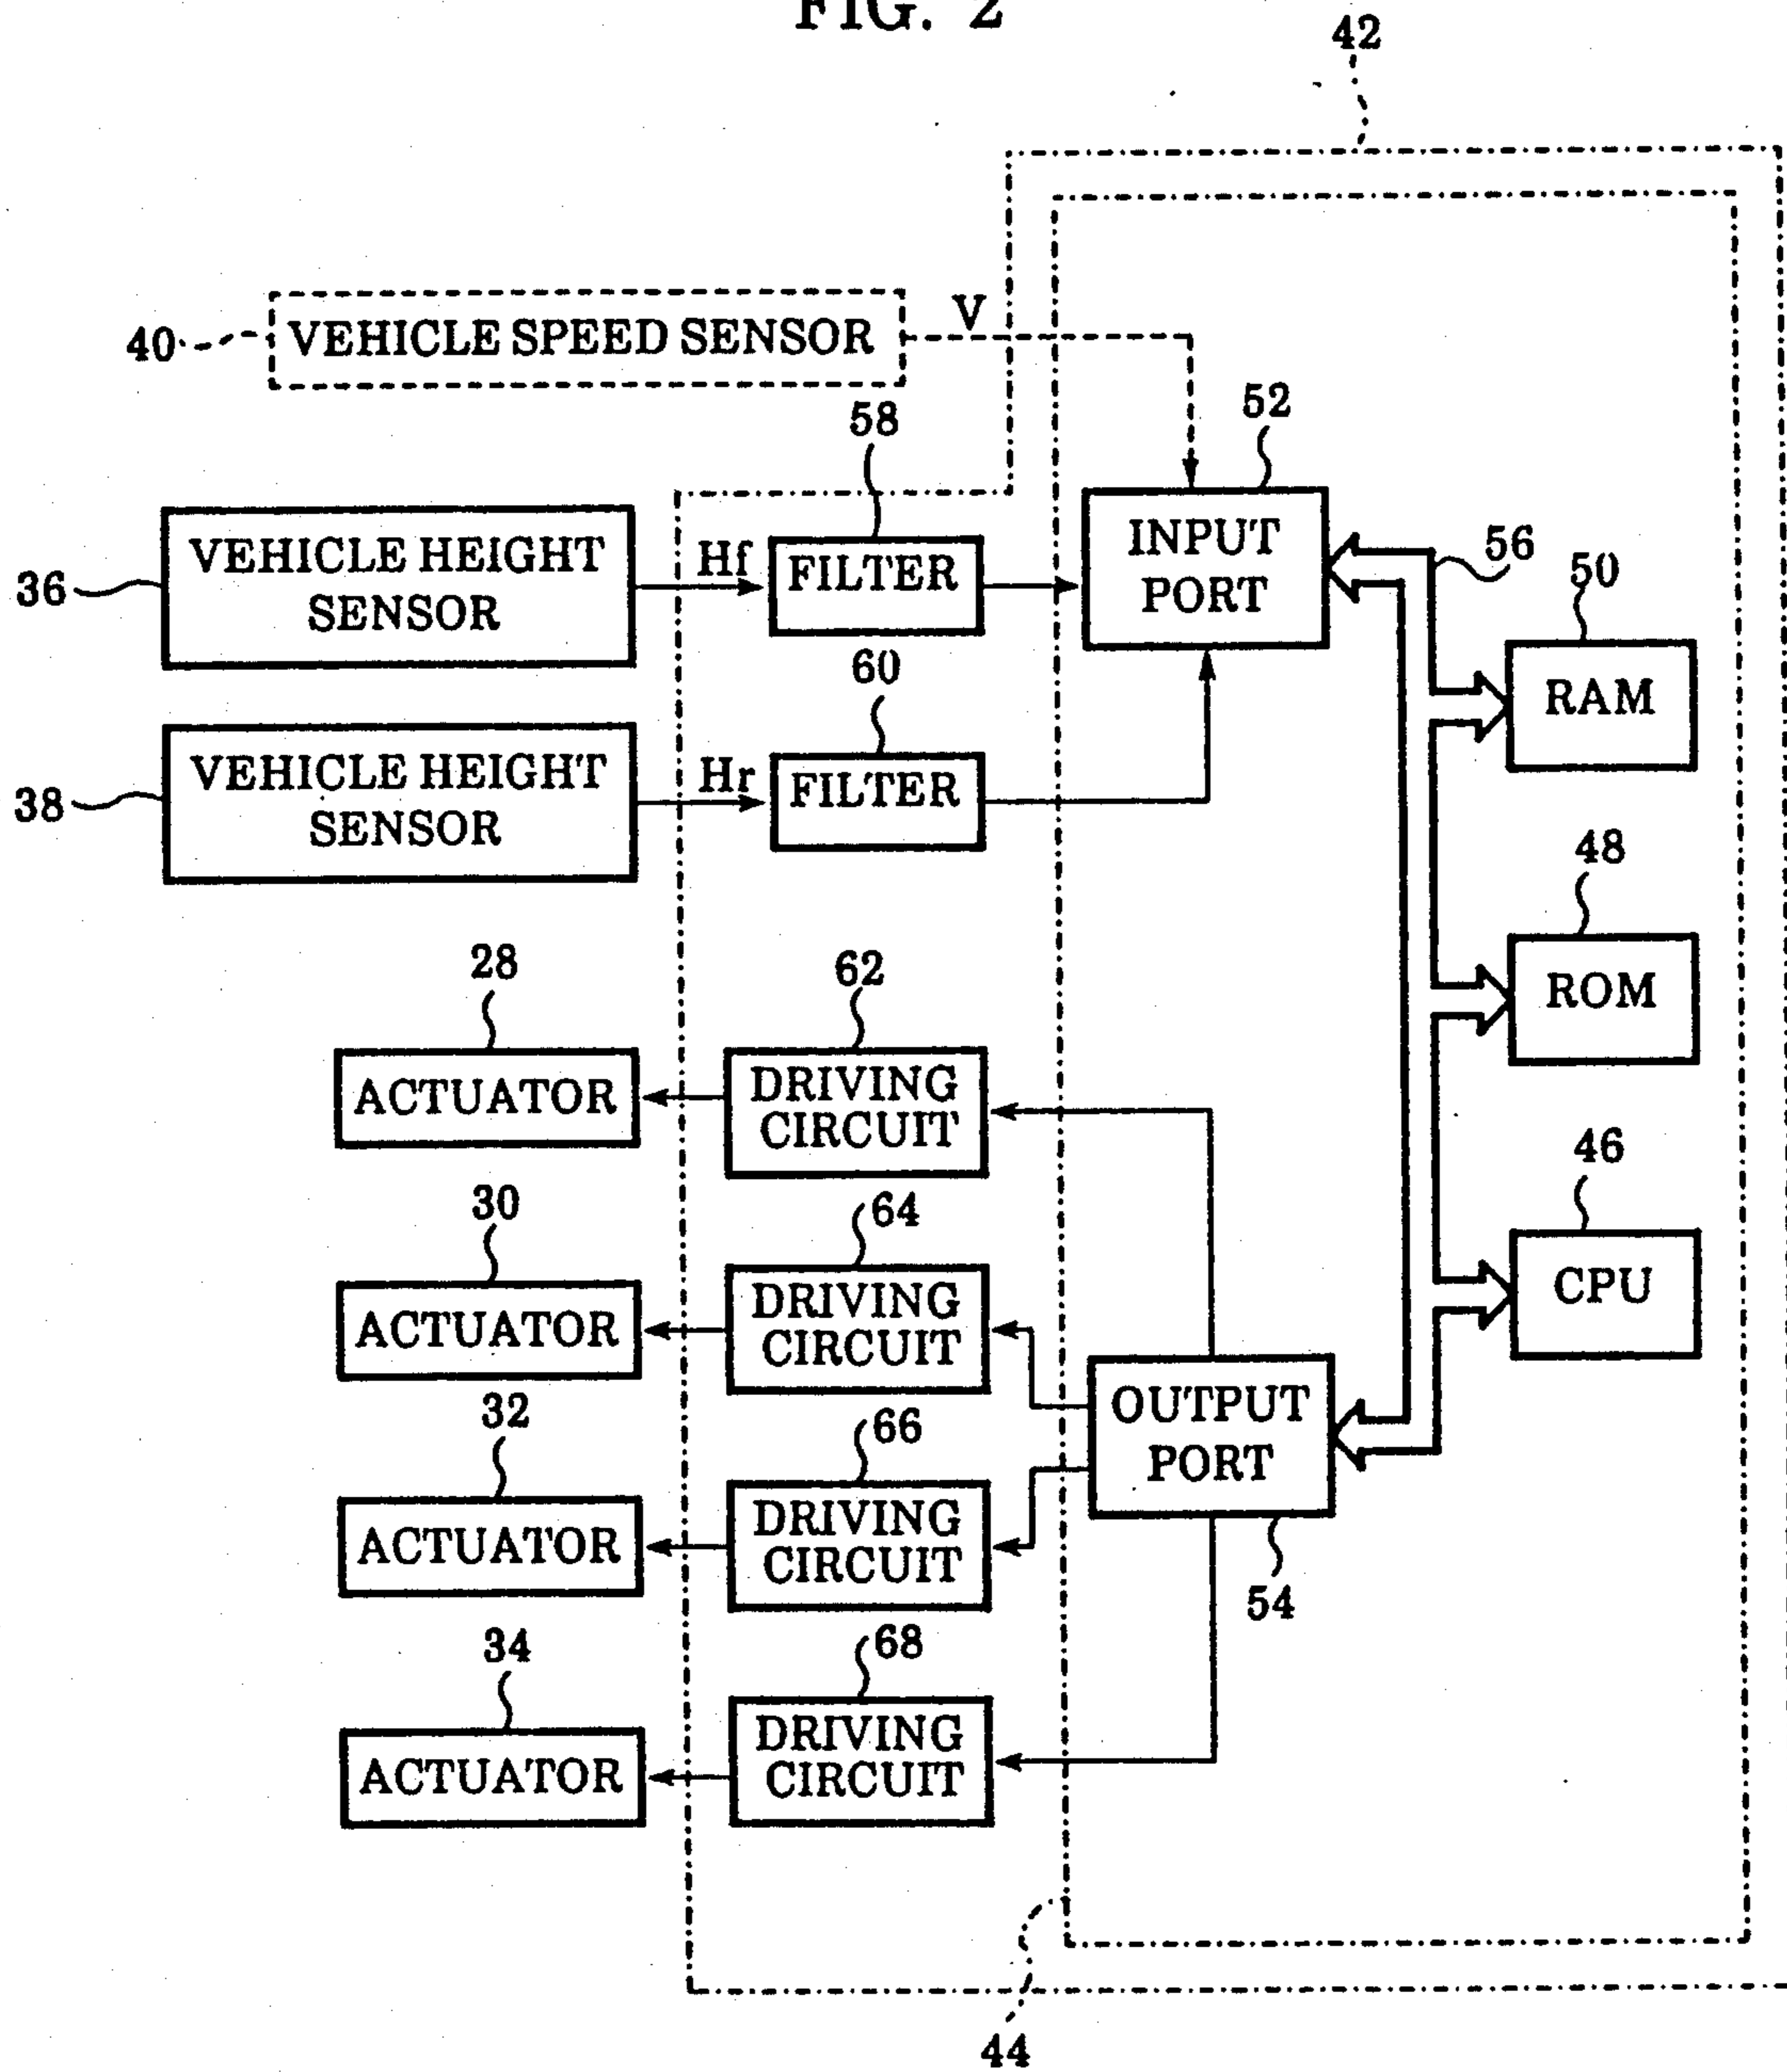 FIG. 2
42
40
VEHICLE SPEED SENSOR
V
58
52
36
VEHICLE HEIGHT
SENSOR
Hf
FILTER
INPUT
PORT
56
50
RAM
60
38
VEHICLE HEIGHT
SENSOR
Hr
FILTER
48
ROM
28
62
ACTUATOR
DRIVING
CIRCUIT
46
CPU
30
64
ACTUATOR
DRIVING
CIRCUIT
OUTPUT
PORT
54
32
66
ACTUATOR
DRIVING
CIRCUIT
34
68
ACTUATOR
DRIVING
CIRCUIT
44